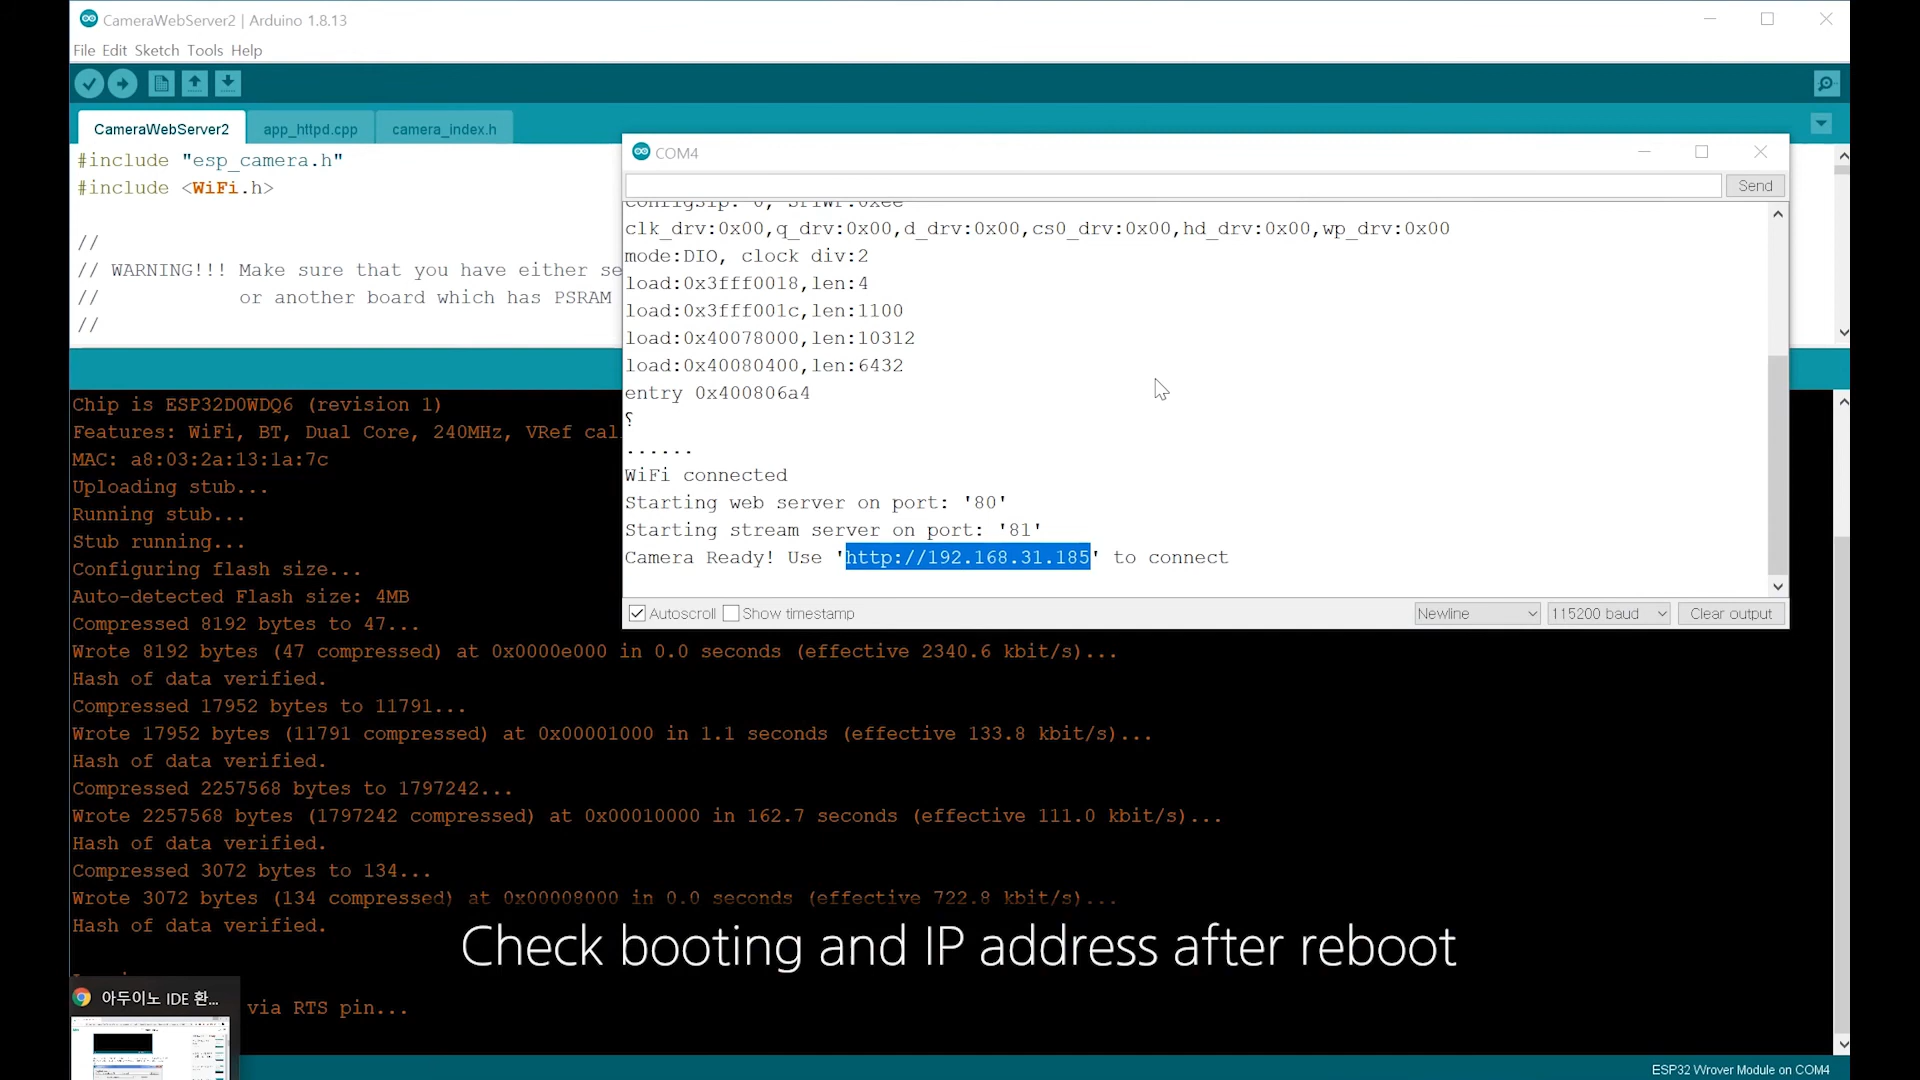 CameraWebServer2 | Arduino 1.8.13
File Edit Sketch Tools Help
CameraWebServer2
app_httpd.cpp
camera_index.h
#include "esp_camera.h"
#include <WiFi.h>
//
// WARNING!!! Make sure that you have either se
//            or another board which has PSRAM
//
COM4
Send
clk_drv:0x00,q_drv:0x00,d_drv:0x00,cs0_drv:0x00,hd_drv:0x00,wp_drv:0x00
mode:DIO, clock div:2
load:0x3fff0018,len:4
load:0x3fff001c,len:1100
load:0x40078000,len:10312
load:0x40080400,len:6432
entry 0x400806a4
......
WiFi connected
Starting web server on port: '80'
Starting stream server on port: '81'
Camera Ready! Use 'http://192.168.31.185' to connect
Autoscroll
Show timestamp
Newline
115200 baud
Clear output
Chip is ESP32D0WDQ6 (revision 1)
Features: WiFi, BT, Dual Core, 240MHz, VRef cal
MAC: a8:03:2a:13:1a:7c
Uploading stub...
Running stub...
Stub running...
Configuring flash size...
Auto-detected Flash size: 4MB
Compressed 8192 bytes to 47...
Wrote 8192 bytes (47 compressed) at 0x0000e000 in 0.0 seconds (effective 2340.6 kbit/s)...
Hash of data verified.
Compressed 17952 bytes to 11791...
Wrote 17952 bytes (11791 compressed) at 0x00001000 in 1.1 seconds (effective 133.8 kbit/s)...
Hash of data verified.
Compressed 2257568 bytes to 1797242...
Wrote 2257568 bytes (1797242 compressed) at 0x00010000 in 162.7 seconds (effective 111.0 kbit/s)...
Hash of data verified.
Compressed 3072 bytes to 134...
Wrote 3072 bytes (134 compressed) at 0x00008000 in 0.0 seconds (effective 722.8 kbit/s)...
Hash of data verified.
Check booting and IP address after reboot
아두이노 IDE 환...
via RTS pin...
ESP32 Wrover Module on COM4